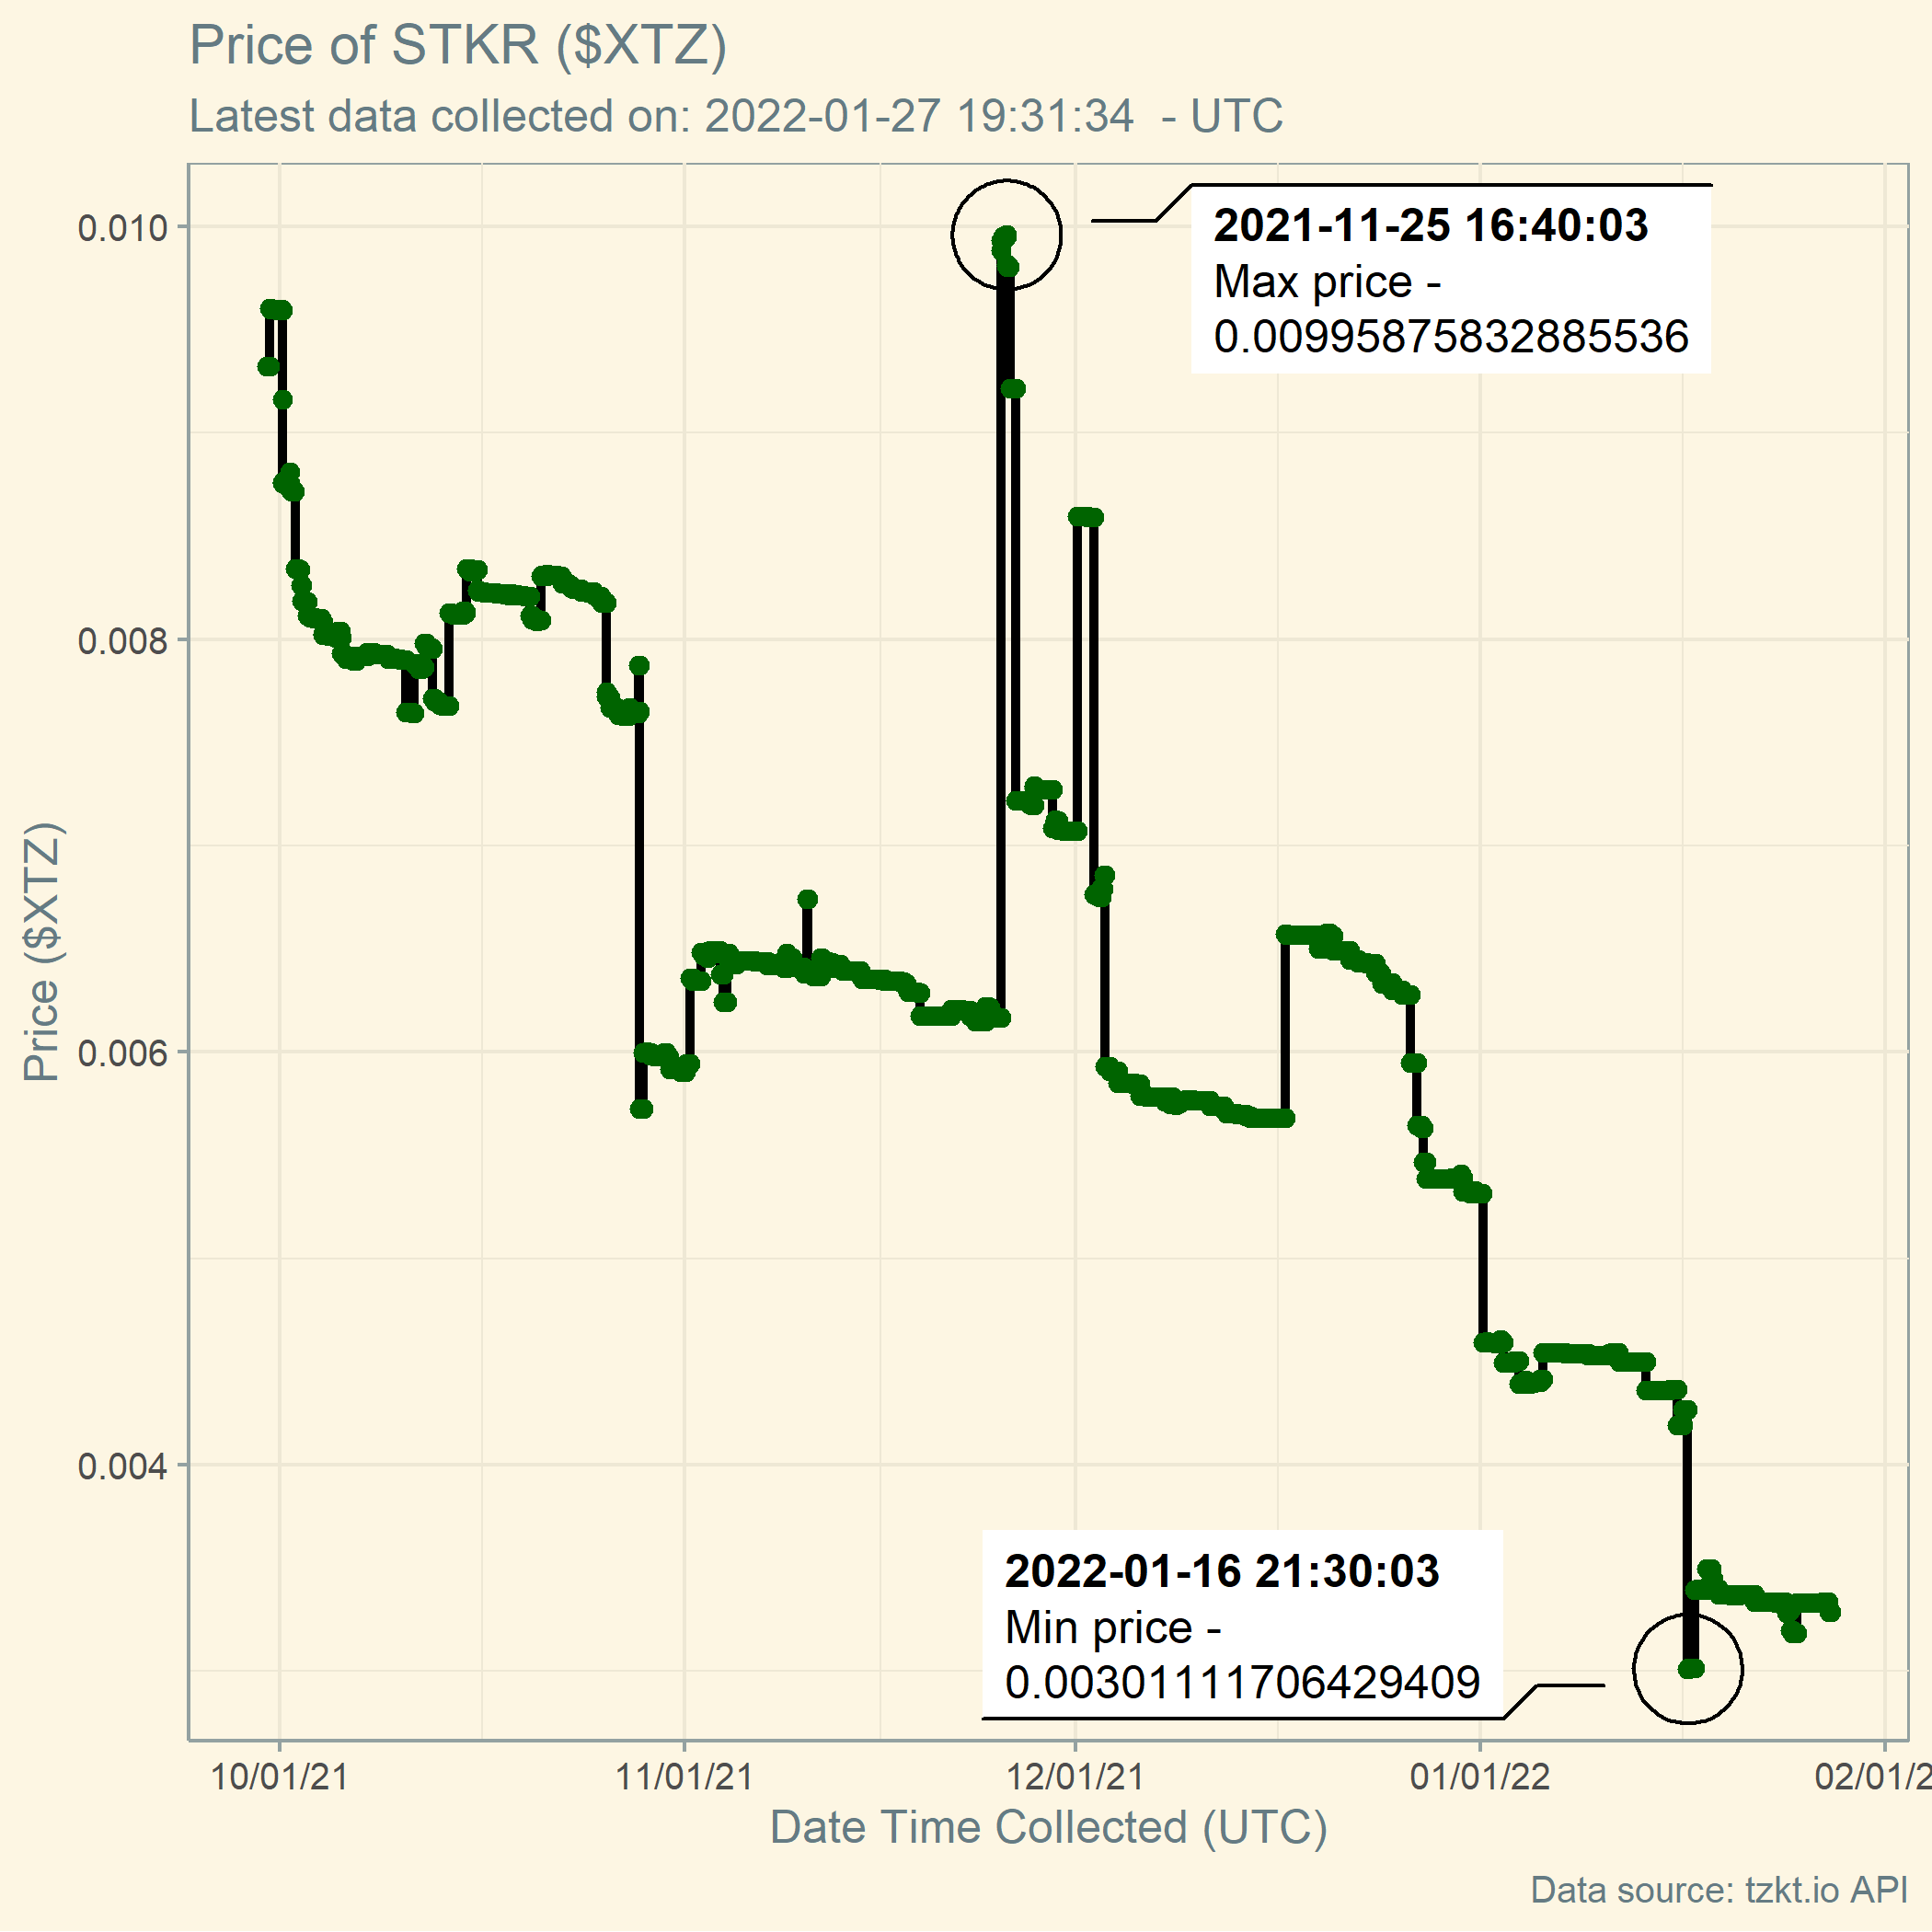 Price of STKR ($XTZ)
Latest data collected on: 2022-01-27 19:31:34  - UTC
2021-11-25 16:40:03
Max price -
0.00995875832885536
0.010
0.008
0.006
0.004
Price ($XTZ)
2022-01-16 21:30:03
Min price -
0.00301111706429409
10/01/21
11/01/21
12/01/21
01/01/22
02/01/2
Date Time Collected (UTC)
Data source: tzkt.io API